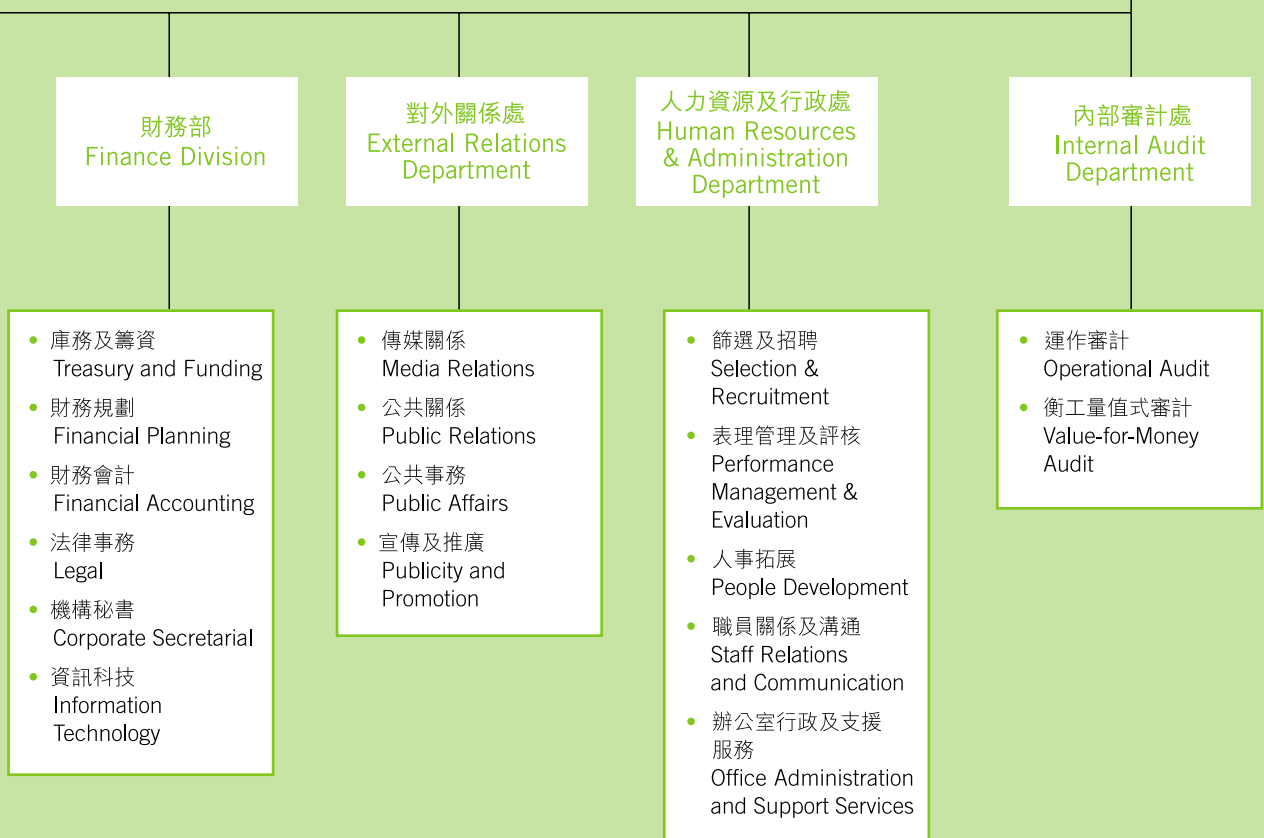 財務部
Finance Division
對外關係處
External Relations
Department
人力資源及行政處
Human Resources
& Administration
Department
內部審計處
Internal Audit
Department
• 庫務及籌資
Treasury and Funding
• 財務規劃
Financial Planning
• 財務會計
Financial Accounting
• 法律事務
Legal
• 機構秘書
Corporate Secretarial
• 資訊科技
Information
Technology
• 傳媒關係
Media Relations
• 公共關係
Public Relations
• 公共事務
Public Affairs
• 宣傳及推廣
Publicity and
Promotion
• 篩選及招聘
Selection &
Recruitment
• 表理管理及評核
Performance
Management &
Evaluation
• 人事拓展
People Development
• 職員關係及溝通
Staff Relations
and Communication
• 辦公室行政及支援
服務
Office Administration
and Support Services
• 運作審計
Operational Audit
• 衡工量值式審計
Value-for-Money
Audit